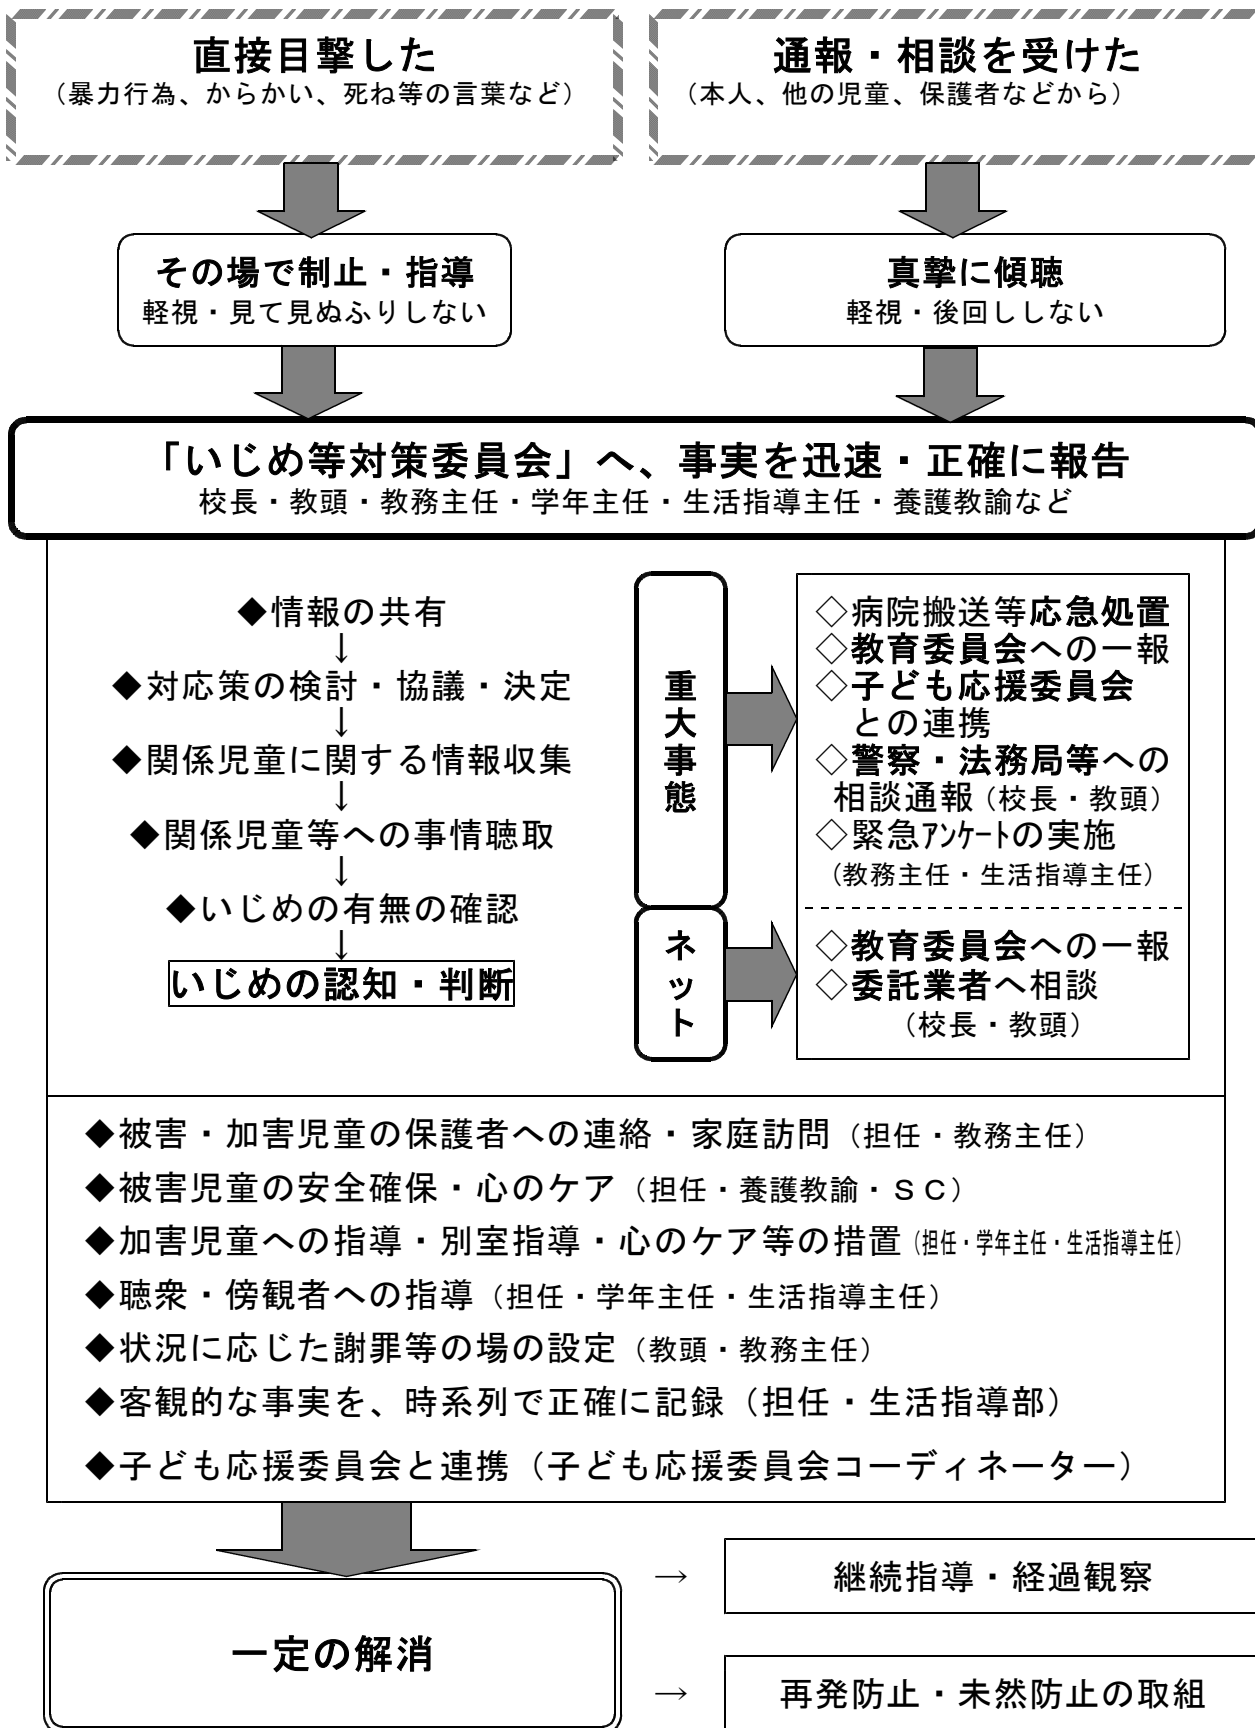 直接目撃した
（暴力行為、からかい、死ね等の言葉など）
通報・相談を受けた
（本人、他の児童、保護者などから）
その場で制止・指導
軽視・見て見ぬふりしない
真摯に傾聴
軽視・後回ししない
「いじめ等対策委員会」へ、事実を迅速・正確に報告
校長・教頭・教務主任・学年主任・生活指導主任・養護教諭など
◆情報の共有
↓
◆対応策の検討・協議・決定
↓
◆関係児童に関する情報収集
↓
◆関係児童等への事情聴取
↓
◆いじめの有無の確認
↓
いじめの認知・判断
重大事態
◇病院搬送等応急処置
◇教育委員会への一報
◇子ども応援委員会
との連携
◇警察・法務局等への
相談通報（校長・教頭）
◇緊急ｱﾝｹｰﾄの実施
（教務主任・生活指導主任）
ネット
◇教育委員会への一報
◇委託業者へ相談
（校長・教頭）
◆被害・加害児童の保護者への連絡・家庭訪問（担任・教務主任）
◆被害児童の安全確保・心のケア（担任・養護教諭・ＳＣ）
◆加害児童への指導・別室指導・心のケア等の措置（担任・学年主任・生活指導主任）
◆聴衆・傍観者への指導（担任・学年主任・生活指導主任）
◆状況に応じた謝罪等の場の設定（教頭・教務主任）
◆客観的な事実を、時系列で正確に記録（担任・生活指導部）
◆子ども応援委員会と連携（子ども応援委員会コーディネーター）
一定の解消
→
継続指導・経過観察
→
再発防止・未然防止の取組